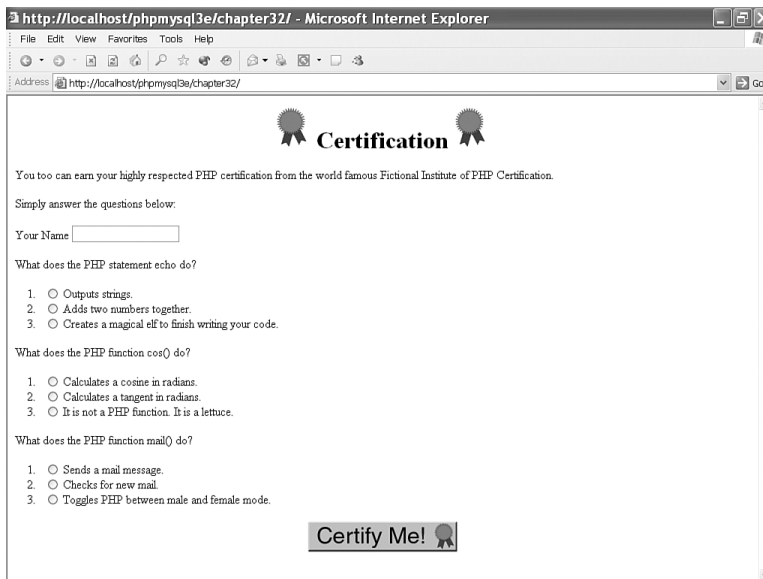 http://localhost/phpmysql3e/chapter32/ - Microsoft Internet Explorer
File Edit View Favorites Tools Help
Address http://localhost/phpmysql3e/chapter32/ Go
Certification
You too can earn your highly respected PHP certification from the world famous Fictional Institute of PHP Certification.
Simply answer the questions below:
Your Name
What does the PHP statement echo do?
1. Outputs strings.
2. Adds two numbers together.
3. Creates a magical elf to finish writing your code.
What does the PHP function cos() do?
1. Calculates a cosine in radians.
2. Calculates a tangent in radians.
3. It is not a PHP function. It is a lettuce.
What does the PHP function mail() do?
1. Sends a mail message.
2. Checks for new mail.
3. Toggles PHP between male and female mode.
Certify Me!